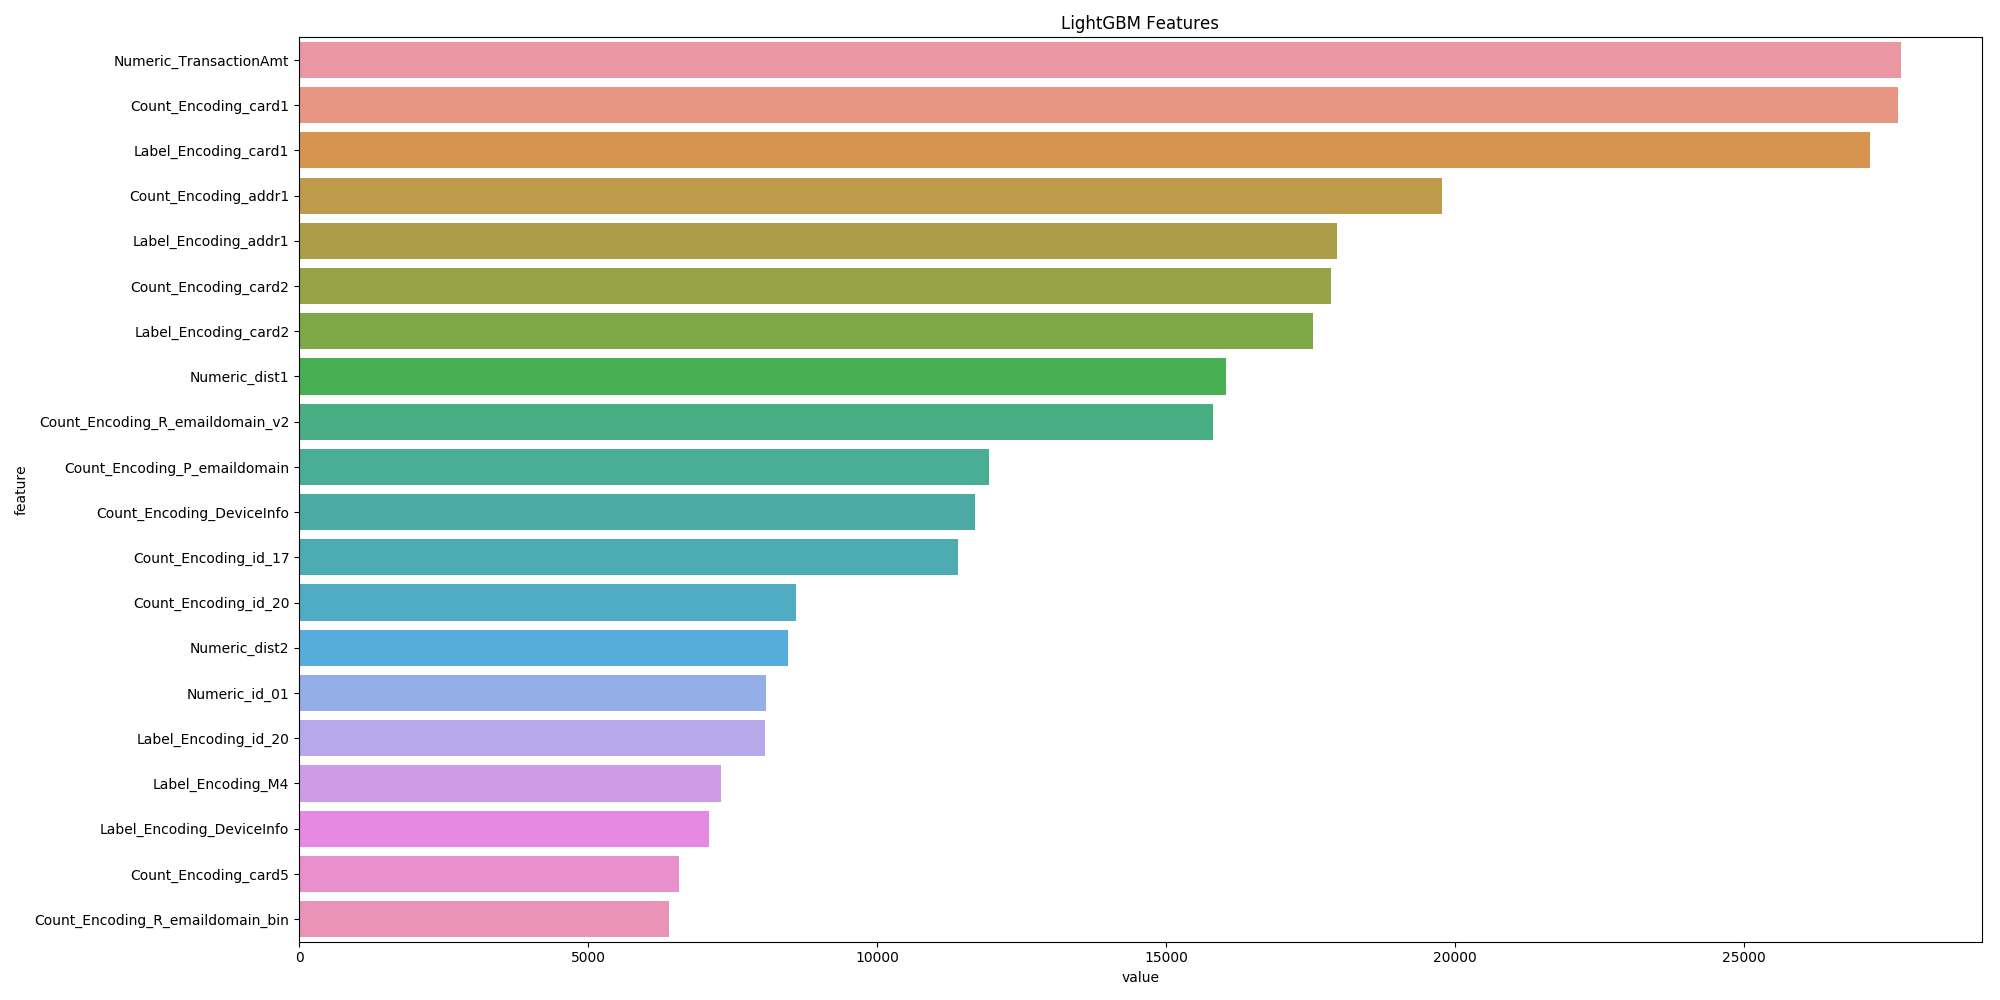 LightGBM Features
Numeric_TransactionAmt
Count_Encoding_card1
Label_Encoding_card1
Count_Encoding_addr1
Label_Encoding_addr1
Count_Encoding_card2
Label_Encoding_card2
Numeric_dist1
Count_Encoding_R_emaildomain_v2
Count_Encoding_P_emaildomain
Count_Encoding_DeviceInfo
Count_Encoding_id_17
Count_Encoding_id_20
Numeric_dist2
Numeric_id_01
Label_Encoding_id_20
Label_Encoding_M4
Label_Encoding_DeviceInfo
Count_Encoding_card5
Count_Encoding_R_emaildomain_bin
feature
0 5000 10000 15000 20000 25000
value